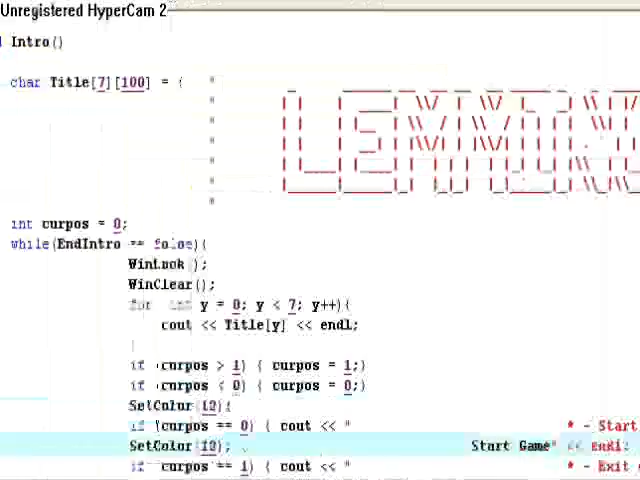 Unregistered HyperCam 2
Intro()
char Title[7][100] = {
LEMMIN
int curpos = 0;
while(EndIntro == false){
WinLock();
WinClear();
for int y = 0; y < 7; y++){
cout << Title[y] << endl;
}
if (curpos > 1) { curpos = 1;}
if (curpos < 0) { curpos = 0;}
SetColor(12);
if (curpos == 0) { cout << " * - Start
SetColor(12); Start Game" << endl;
if (curpos == 1) { cout << " * - Exit